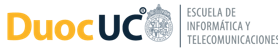 DuocUC
ESCUELA DE
INFORMÁTICA Y
TELECOMUNICACIONES